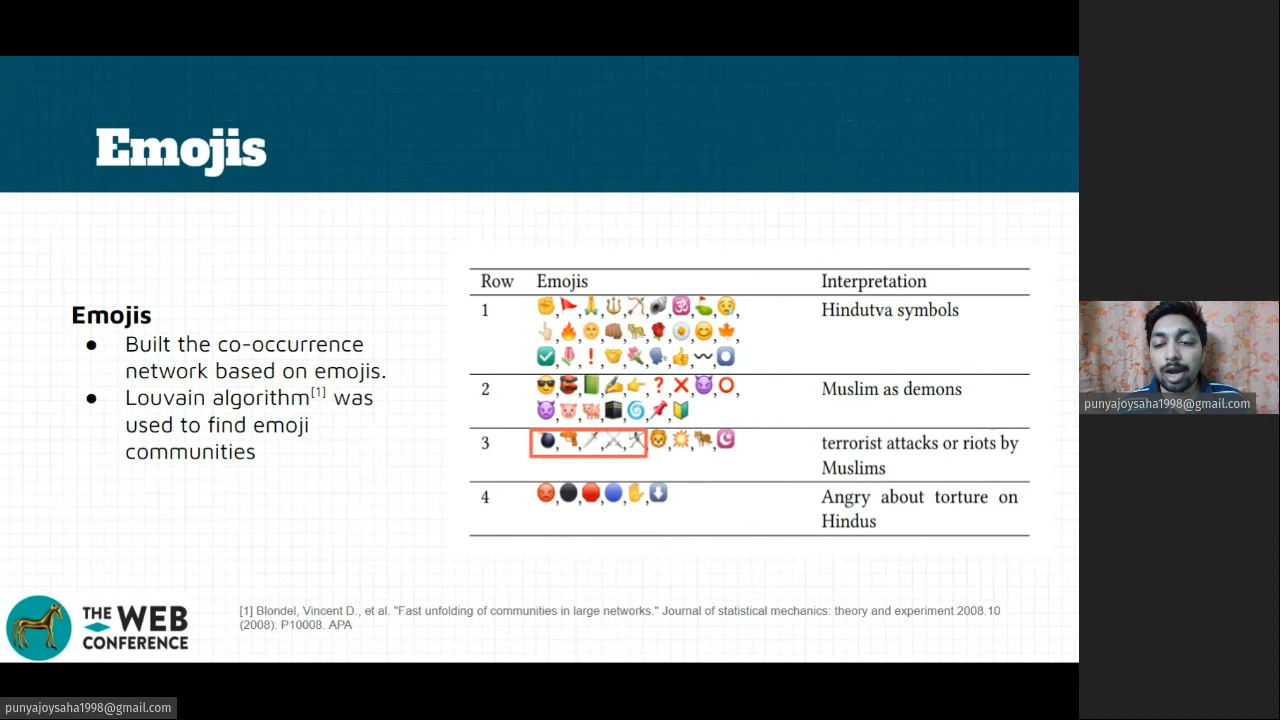 Emojis
Emojis
● Built the co-occurrence
network based on emojis.
● Louvain algorithm[1] was
used to find emoji
communities
Row Emojis Interpretation
1 Hindutva symbols
2 Muslim as demons
3 terrorist attacks or riots by
Muslims
4 Angry about torture on
Hindus
THE WEB
CONFERENCE
[1] Blondel, Vincent D., et al. "Fast unfolding of communities in large networks." Journal of statistical mechanics: theory and experiment 2008.10
(2008): P10008. APA
punyajoysaha1998@gmail.com
punyajoysaha1998@gmail.com